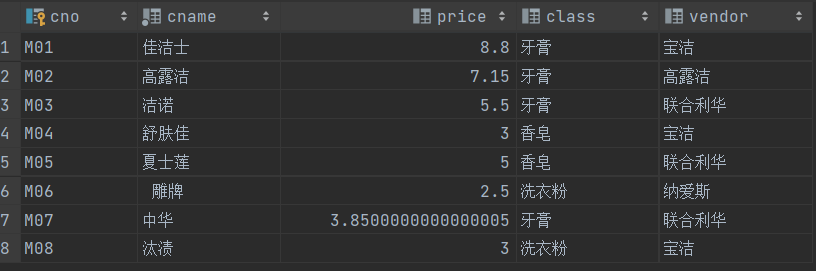 cno cname price class vendor
1 M01 佳洁士 8.8 牙膏 宝洁
2 M02 高露洁 7.15 牙膏 高露洁
3 M03 洁诺 5.5 牙膏 联合利华
4 M04 舒肤佳 3 香皂 宝洁
5 M05 夏士莲 5 香皂 联合利华
6 M06 雕牌 2.5 洗衣粉 纳爱斯
7 M07 中华 3.8500000000000005 牙膏 联合利华
8 M08 汰渍 3 洗衣粉 宝洁